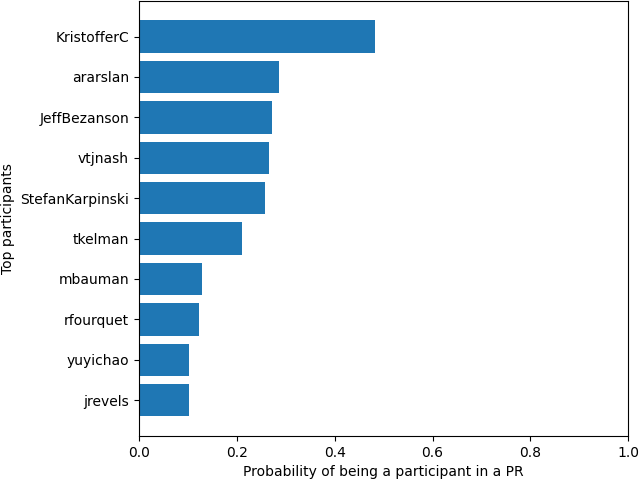 KristofferC
ararslan
JeffBezanson
vtjnash
StefanKarpinski
tkelman
mbauman
rfourquet
yuyichao
jrevels
Top participants
0.0 0.2 0.4 0.6 0.8 1.0
Probability of being a participant in a PR